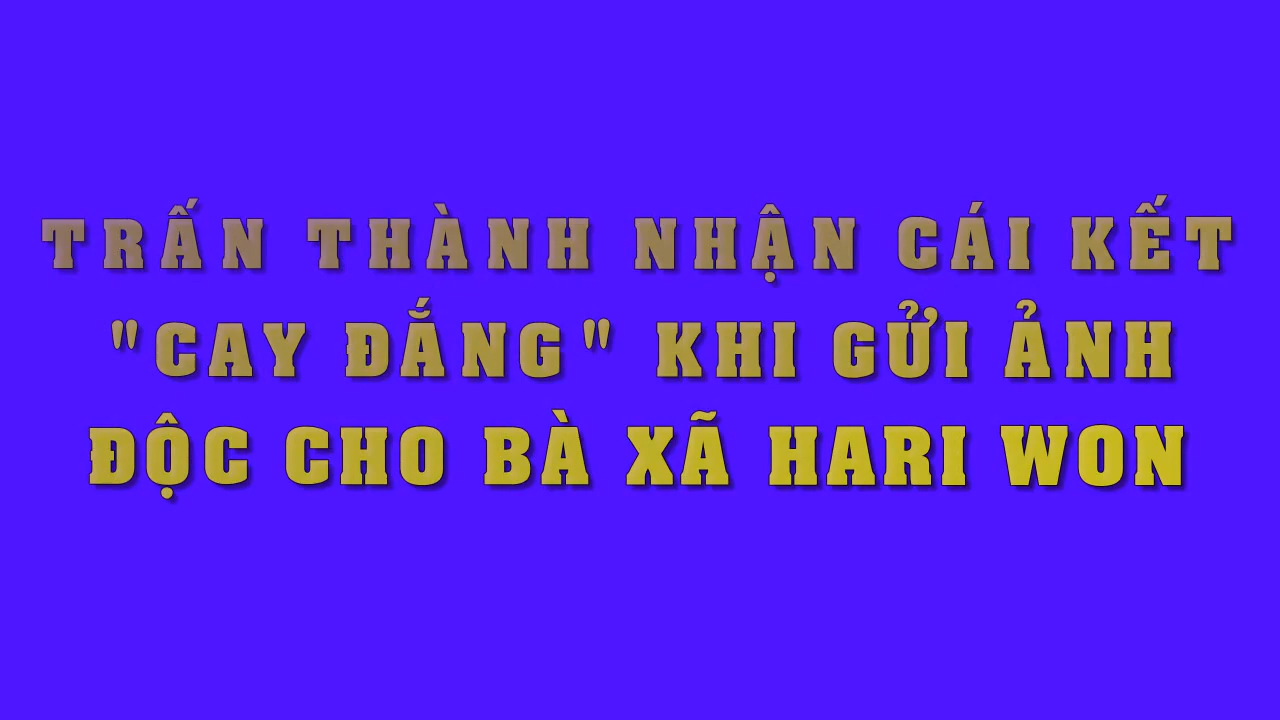 TRẤN THÀNH NHẬN CÁI KẾT
"CAY ĐẮNG" KHI GỬI ẢNH
ĐỘC CHO BÀ XÃ HARI WON